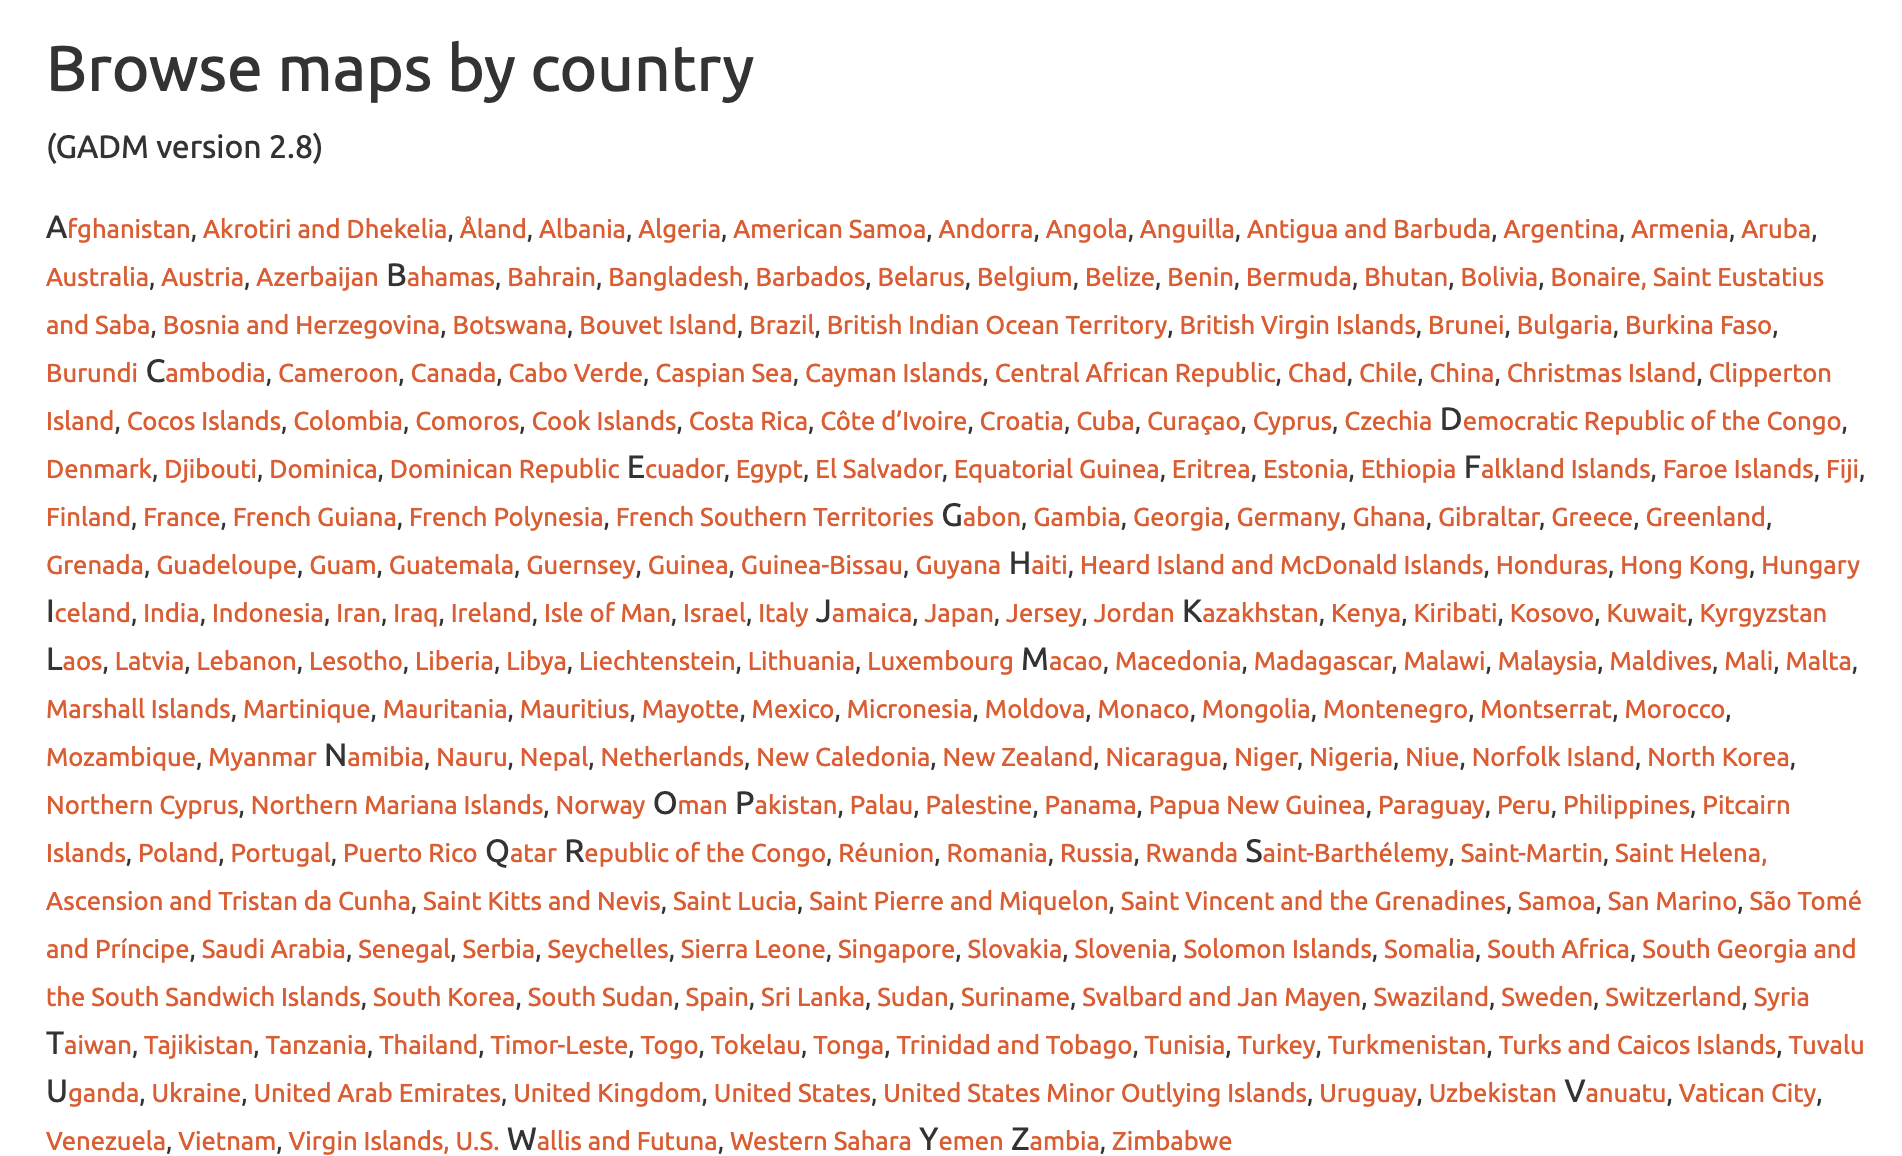 Browse maps by country
(GADM version 2.8)
Afghanistan, Akrotiri and Dhekelia, Åland, Albania, Algeria, American Samoa, Andorra, Angola, Anguilla, Antigua and Barbuda, Argentina, Armenia, Aruba,
Australia, Austria, Azerbaijan Bahamas, Bahrain, Bangladesh, Barbados, Belarus, Belgium, Belize, Benin, Bermuda, Bhutan, Bolivia, Bonaire, Saint Eustatius
and Saba, Bosnia and Herzegovina, Botswana, Bouvet Island, Brazil, British Indian Ocean Territory, British Virgin Islands, Brunei, Bulgaria, Burkina Faso,
Burundi Cambodia, Cameroon, Canada, Cabo Verde, Caspian Sea, Cayman Islands, Central African Republic, Chad, Chile, China, Christmas Island, Clipperton
Island, Cocos Islands, Colombia, Comoros, Cook Islands, Costa Rica, Côte d’Ivoire, Croatia, Cuba, Curaçao, Cyprus, Czechia Democratic Republic of the Congo,
Denmark, Djibouti, Dominica, Dominican Republic Ecuador, Egypt, El Salvador, Equatorial Guinea, Eritrea, Estonia, Ethiopia Falkland Islands, Faroe Islands, Fiji,
Finland, France, French Guiana, French Polynesia, French Southern Territories Gabon, Gambia, Georgia, Germany, Ghana, Gibraltar, Greece, Greenland,
Grenada, Guadeloupe, Guam, Guatemala, Guernsey, Guinea, Guinea-Bissau, Guyana Haiti, Heard Island and McDonald Islands, Honduras, Hong Kong, Hungary
Iceland, India, Indonesia, Iran, Iraq, Ireland, Isle of Man, Israel, Italy Jamaica, Japan, Jersey, Jordan Kazakhstan, Kenya, Kiribati, Kosovo, Kuwait, Kyrgyzstan
Laos, Latvia, Lebanon, Lesotho, Liberia, Libya, Liechtenstein, Lithuania, Luxembourg Macao, Macedonia, Madagascar, Malawi, Malaysia, Maldives, Mali, Malta,
Marshall Islands, Martinique, Mauritania, Mauritius, Mayotte, Mexico, Micronesia, Moldova, Monaco, Mongolia, Montenegro, Montserrat, Morocco,
Mozambique, Myanmar Namibia, Nauru, Nepal, Netherlands, New Caledonia, New Zealand, Nicaragua, Niger, Nigeria, Niue, Norfolk Island, North Korea,
Northern Cyprus, Northern Mariana Islands, Norway Oman Pakistan, Palau, Palestine, Panama, Papua New Guinea, Paraguay, Peru, Philippines, Pitcairn
Islands, Poland, Portugal, Puerto Rico Qatar Republic of the Congo, Réunion, Romania, Russia, Rwanda Saint-Barthélemy, Saint-Martin, Saint Helena,
Ascension and Tristan da Cunha, Saint Kitts and Nevis, Saint Lucia, Saint Pierre and Miquelon, Saint Vincent and the Grenadines, Samoa, San Marino, São Tomé
and Príncipe, Saudi Arabia, Senegal, Serbia, Seychelles, Sierra Leone, Singapore, Slovakia, Slovenia, Solomon Islands, Somalia, South Africa, South Georgia and
the South Sandwich Islands, South Korea, South Sudan, Spain, Sri Lanka, Sudan, Suriname, Svalbard and Jan Mayen, Swaziland, Sweden, Switzerland, Syria
Taiwan, Tajikistan, Tanzania, Thailand, Timor-Leste, Togo, Tokelau, Tonga, Trinidad and Tobago, Tunisia, Turkey, Turkmenistan, Turks and Caicos Islands, Tuvalu
Uganda, Ukraine, United Arab Emirates, United Kingdom, United States, United States Minor Outlying Islands, Uruguay, Uzbekistan Vanuatu, Vatican City,
Venezuela, Vietnam, Virgin Islands, U.S. Wallis and Futuna, Western Sahara Yemen Zambia, Zimbabwe